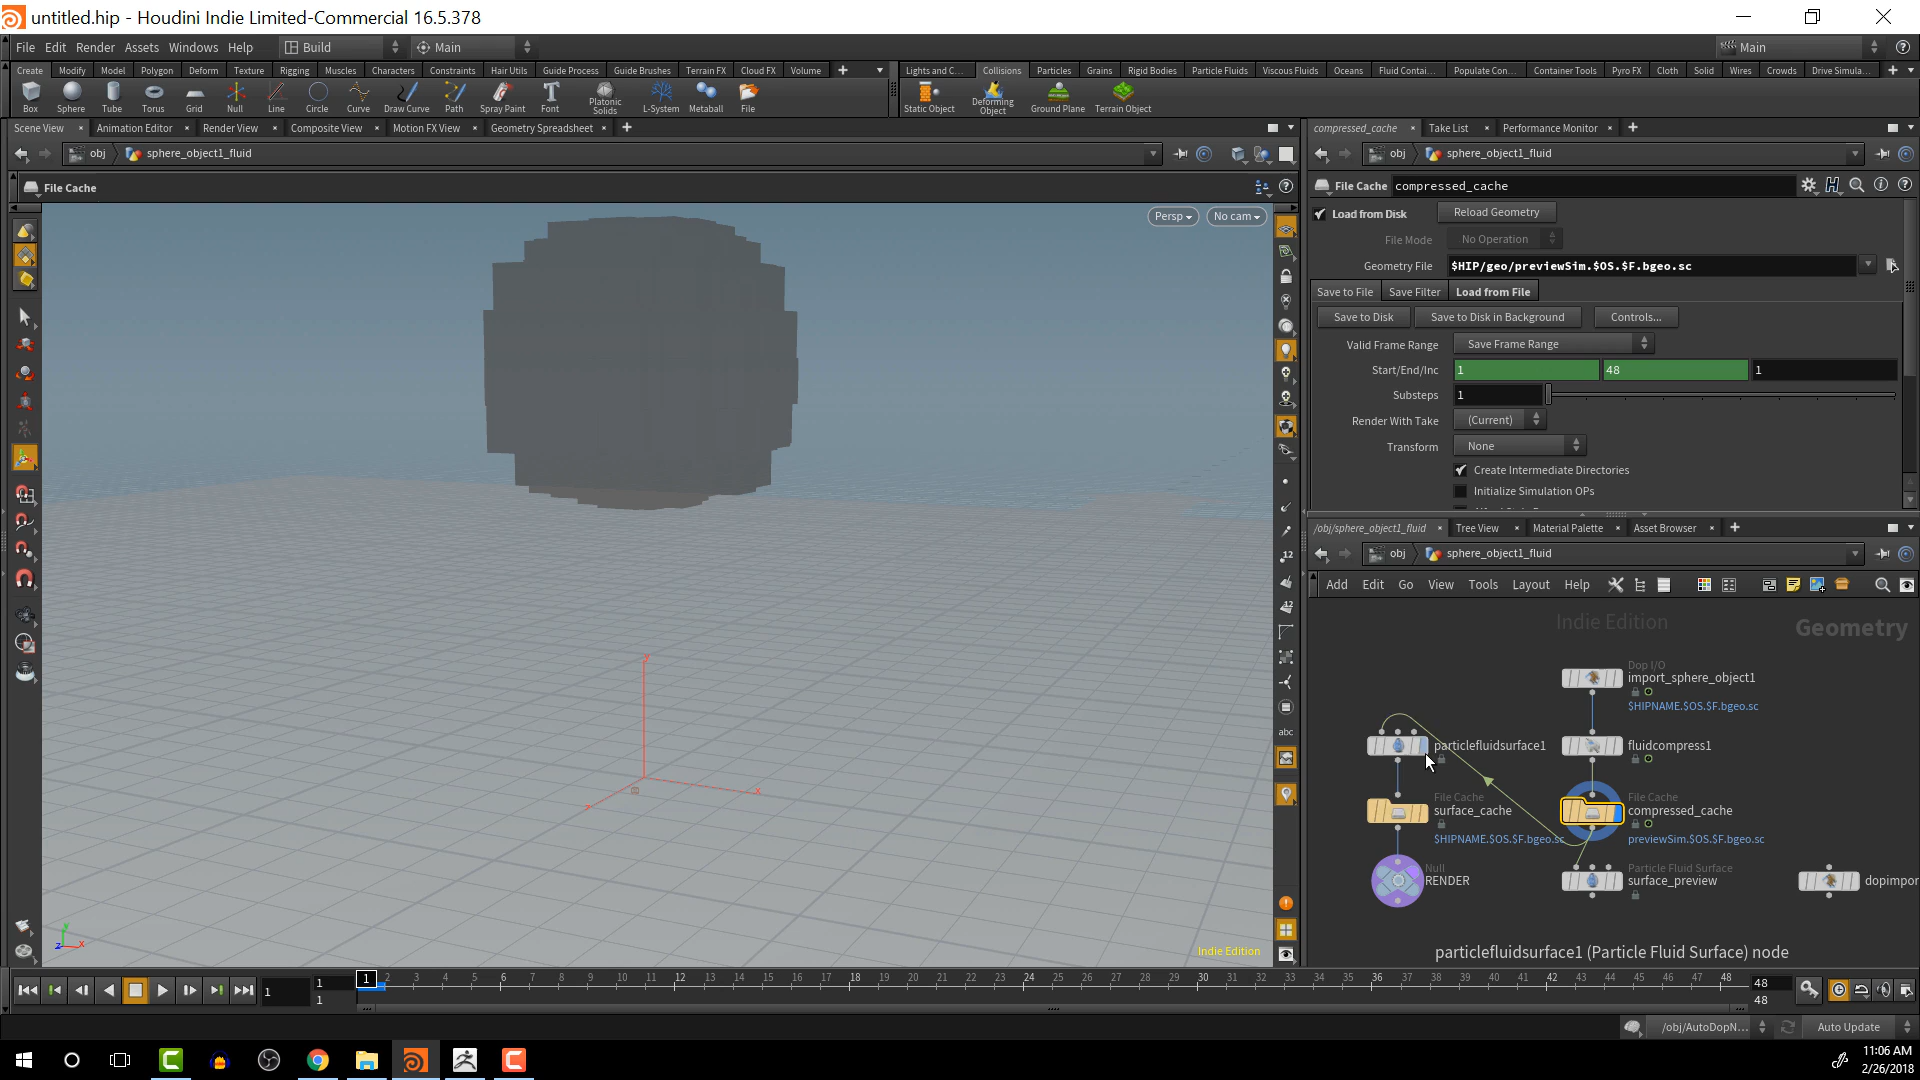 untitled.hip - Houdini Indie Limited-Commercial 16.5.378
File Edit Render Assets Windows Help Build Main Main
Create Modify Model Polygon Deform Texture Rigging Muscles Characters Constraints Hair Utils Guide Process Guide Brushes Terrain FX Cloud FX Volume
Lights and C... Collisions Particles Grains Rigid Bodies Particle Fluids Viscous Fluids Oceans Fluid Contai... Populate Con... Container Tools Pyro FX Cloth Solid Wires Crowds Drive Simula...
Box Sphere Tube Torus Grid Null Line Circle Curve Draw Curve Path Spray Paint Font Platonic Solids L-System Metaball File
Static Object Deforming Object Ground Plane Terrain Object
Scene View Animation Editor Render View Composite View Motion FX View Geometry Spreadsheet
compressed_cache Take List Performance Monitor
obj sphere_object1_fluid
obj sphere_object1_fluid
File Cache
File Cache compressed_cache
Persp No cam
Load from Disk Reload Geometry
File Mode No Operation
Geometry File $HIP/geo/previewSim.$OS.$F.bgeo.sc
Save to File Save Filter Load from File
Save to Disk Save to Disk in Background Controls...
Valid Frame Range Save Frame Range
Start/End/Inc 1 48 1
Substeps 1
Render With Take (Current)
Transform None
Create Intermediate Directories
Initialize Simulation OPs
/obj/sphere_object1_fluid Tree View Material Palette Asset Browser
obj sphere_object1_fluid
Add Edit Go View Tools Layout Help
Indie Edition Geometry
Dop I/O
import_sphere_object1
$HIPNAME.$OS.$F.bgeo.sc
particlefluidsurface1 fluidcompress1
File Cache File Cache
surface_cache compressed_cache
$HIPNAME.$OS.$F.bgeo.sc previewSim.$OS.$F.bgeo.sc
Null Particle Fluid Surface
RENDER surface_preview dopimpor
particlefluidsurface1 (Particle Fluid Surface) node
12
12
abc
y
x
z
y
z x
Indie Edition
1 1 1
1 2 3 4 5 6 7 8 9 10 11 12 13 14 15 16 17 18 19 20 21 22 23 24 25 26 27 28 29 30 31 32 33 34 35 36 37 38 39 40 41 42 43 44 45 46 47 48
48
48
/obj/AutoDopN... Auto Update
11:06 AM
2/26/2018